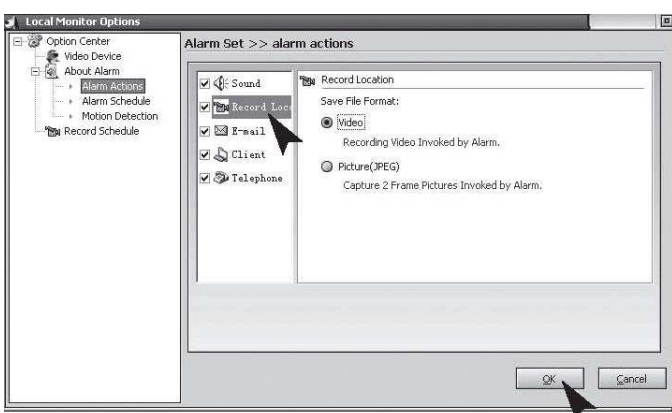 Local Monitor Options
Option Center
Video Device
About Alarm
Alarm Actions
Alarm Schedule
Motion Detection
Record Schedule
Alarm Set >> alarm actions
Sound
Record Loc
E-mail
Client
Telephone
Record Location
Save File Format:
Video
Recording Video Invoked by Alarm.
Picture(JPEG)
Capture 2 Frame Pictures Invoked by Alarm.
OK
Cancel